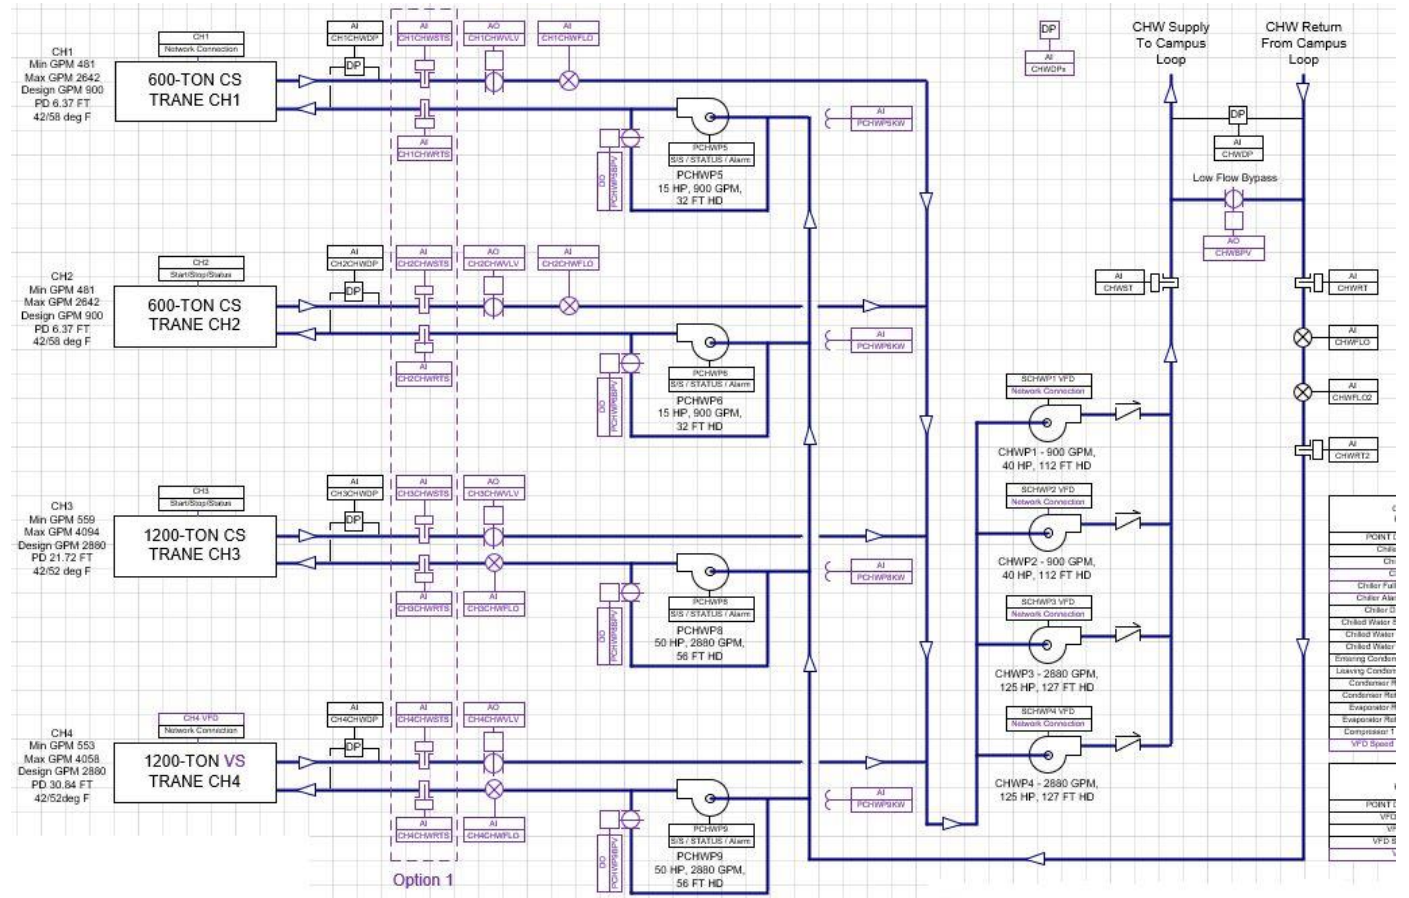 CH1
Min GPM 481
Max GPM 2642
Design GPM 900
PD 6.37 FT
42/58 deg F
CH1
Network Connection
600-TON CS
TRANE CH1
AI
CH1CHWDP
DP
AI
CH1CHWSTS
AO
CH1CHWVLV
AI
CH1CHWFLO
AI
CH1CHWRTS
DO
PCHWP5BPV
PCHWP5
S/S / STATUS / Alarm
PCHWP5
15 HP, 900 GPM,
32 FT HD
AI
PCHWP5KW
CH2
Min GPM 481
Max GPM 2642
Design GPM 900
PD 6.37 FT
42/58 deg F
CH2
Start/Stop/Status
600-TON CS
TRANE CH2
AI
CH2CHWDP
DP
AI
CH2CHWSTS
AO
CH2CHWVLV
AI
CH2CHWFLO
AI
CH2CHWRTS
DO
PCHWP6BPV
PCHWP6
S/S / STATUS / Alarm
PCHWP6
15 HP, 900 GPM,
32 FT HD
AI
PCHWP6KW
CH3
Min GPM 559
Max GPM 4094
Design GPM 2880
PD 21.72 FT
42/52 deg F
CH3
Start/Stop/Status
1200-TON CS
TRANE CH3
AI
CH3CHWDP
DP
AI
CH3CHWSTS
AO
CH3CHWVLV
AI
CH3CHWRTS
AI
CH3CHWFLO
DO
PCHWP8BPV
PCHWP8
S/S / STATUS / Alarm
PCHWP8
50 HP, 2880 GPM,
56 FT HD
AI
PCHWP8KW
CH4
Min GPM 553
Max GPM 4058
Design GPM 2880
PD 30.84 FT
42/52deg F
CH4 VFD
Network Connection
1200-TON VS
TRANE CH4
AI
CH4CHWDP
DP
AI
CH4CHWSTS
AO
CH4CHWVLV
AI
CH4CHWRTS
AI
CH4CHWFLO
DO
PCHWP9BPV
PCHWP9
S/S / STATUS / Alarm
PCHWP9
50 HP, 2880 GPM,
56 FT HD
AI
PCHWP9KW
Option 1
DP
AI
CHWDPs
CHW Supply
To Campus
Loop
CHW Return
From Campus
Loop
DP
AI
CHWDP
Low Flow Bypass
AO
CHWBPV
AI
CHWST
AI
CHWRT
AI
CHWFLO
AI
CHWFLO2
AI
CHWRT2
SCHWP1 VFD
Network Connection
CHWP1 - 900 GPM,
40 HP, 112 FT HD
SCHWP2 VFD
Network Connection
CHWP2 - 900 GPM,
40 HP, 112 FT HD
SCHWP3 VFD
Network Connection
CHWP3 - 2880 GPM,
125 HP, 127 FT HD
SCHWP4 VFD
Network Connection
CHWP4 - 2880 GPM,
125 HP, 127 FT HD
POINT
Chilled Water
Chilled Water
Chilled Water
Evaporator
Evaporator
Compressor 1
VFD Speed
POINT
VFD